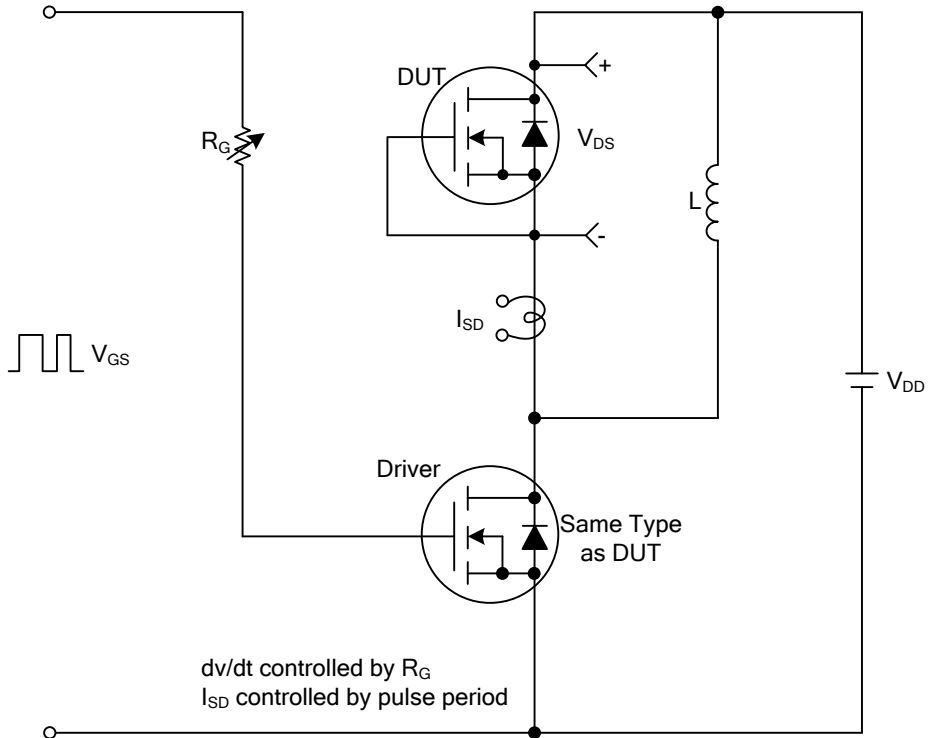 DUT
+
R_G
V_DS
L
-
I_SD
V_GS
V_DD
Driver
Same Type
as DUT
dv/dt controlled by R_G
I_SD controlled by pulse period